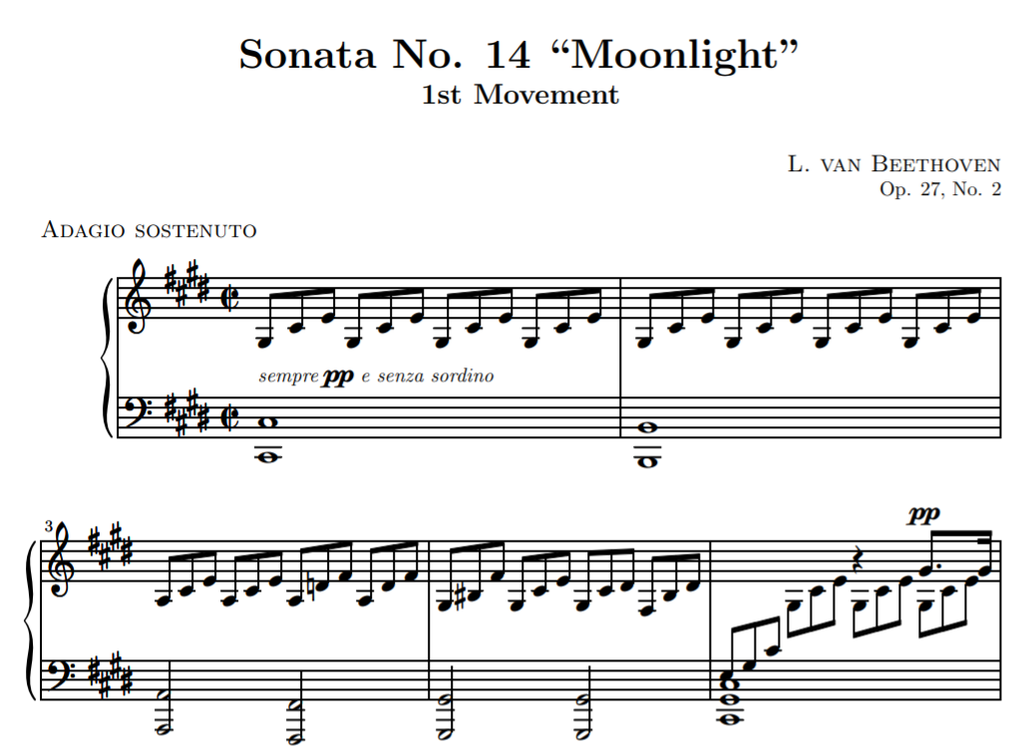 Sonata No. 14 “Moonlight”
1st Movement
L. van Beethoven
Op. 27, No. 2
Adagio sostenuto
sempre pp e senza sordino
3
pp